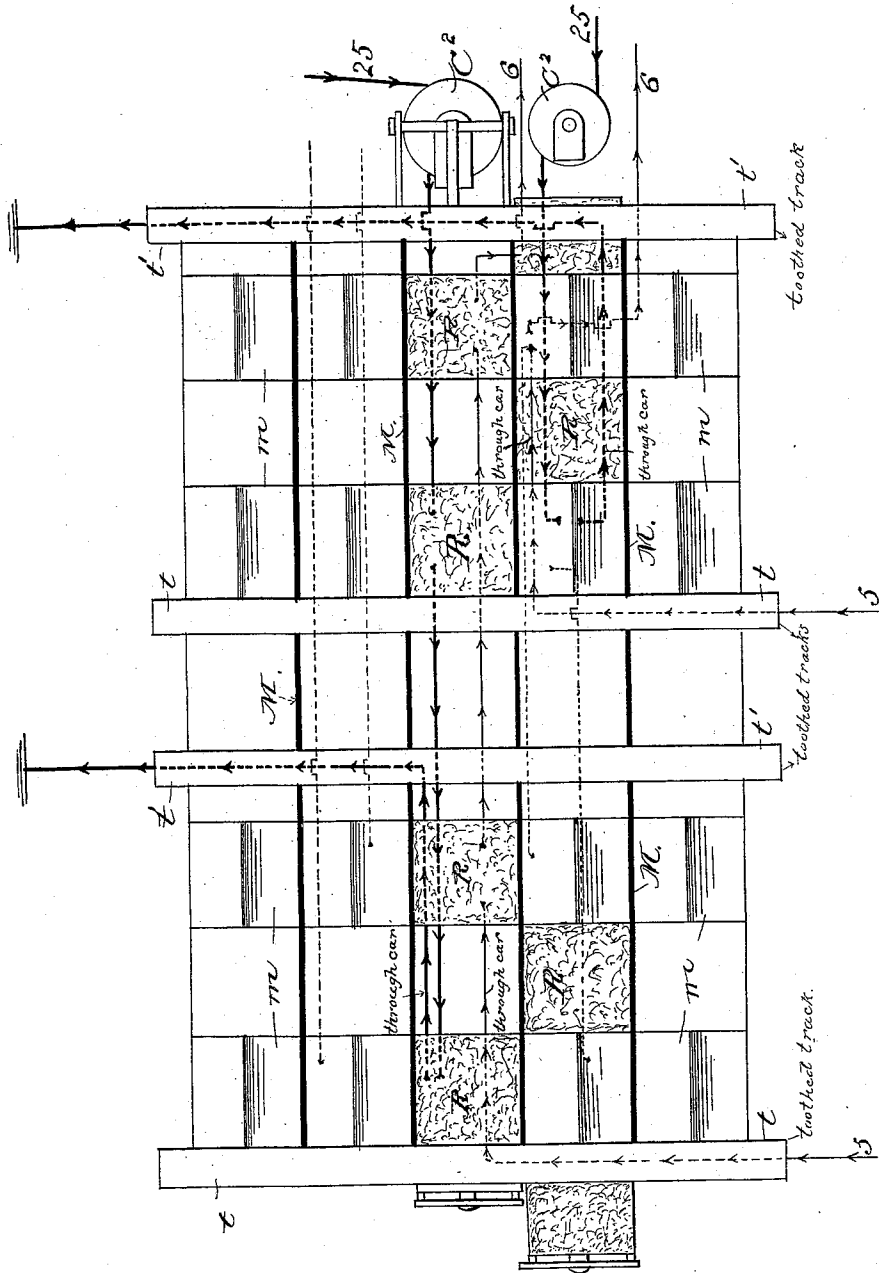 25
C²
6
C²
25
6
t'
t'
toothed track
R
m
M.
through car
R
through car
m
R
M.
t
t
5
M.
toothed tracks
t'
t'
R
M.
m
through car
through car
R
m
R
toothed track.
t
t
5